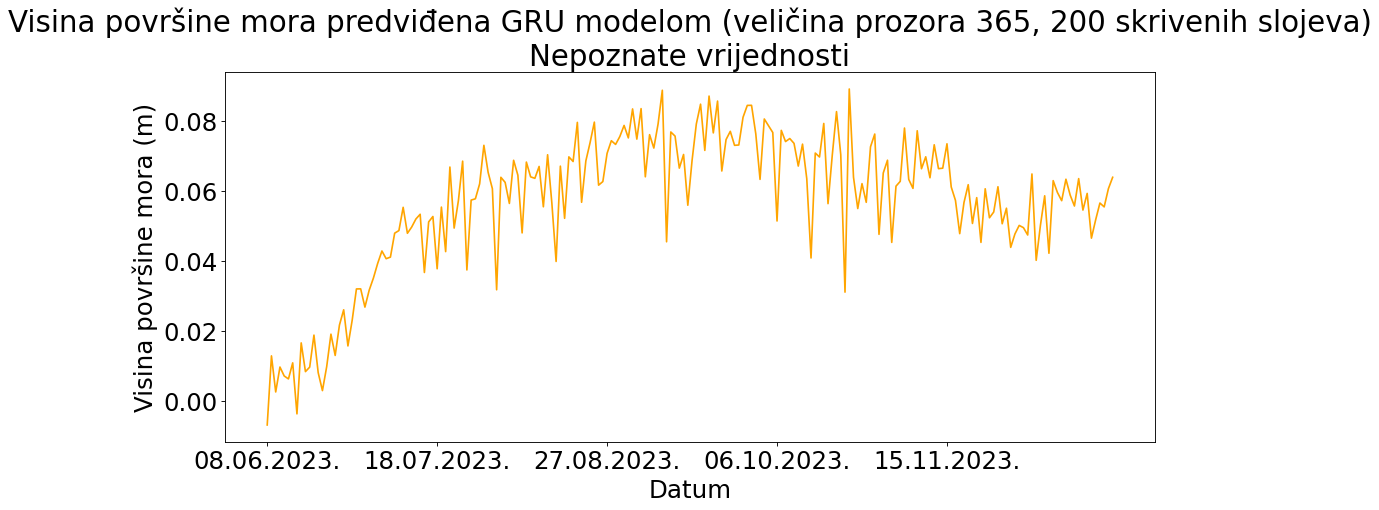 Visina površine mora predviđena GRU modelom (veličina prozora 365, 200 skrivenih slojeva)
Nepoznate vrijednosti
Visina površine mora (m)
0.08
0.06
0.04
0.02
0.00
08.06.2023. 18.07.2023. 27.08.2023. 06.10.2023. 15.11.2023.
Datum